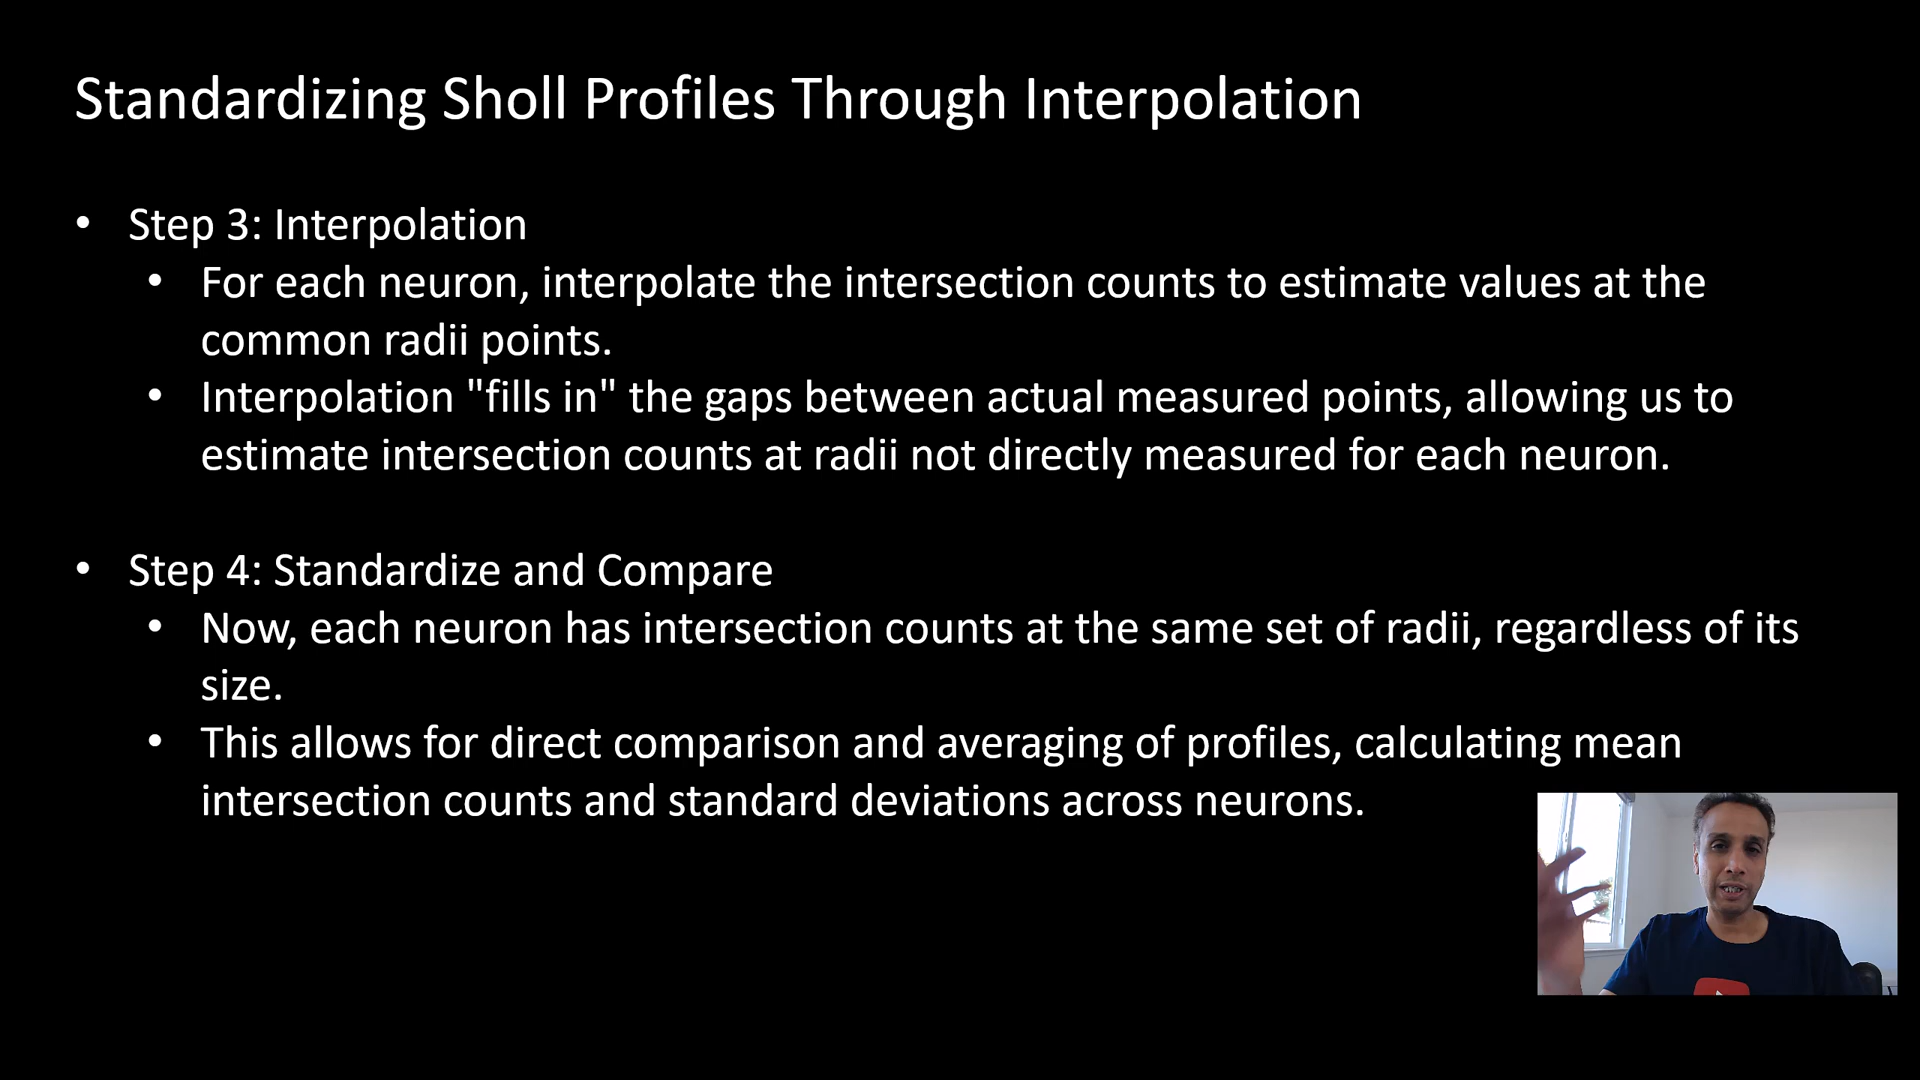 Standardizing Sholl Profiles Through Interpolation
• Step 3: Interpolation
• For each neuron, interpolate the intersection counts to estimate values at the
common radii points.
• Interpolation "fills in" the gaps between actual measured points, allowing us to
estimate intersection counts at radii not directly measured for each neuron.
• Step 4: Standardize and Compare
• Now, each neuron has intersection counts at the same set of radii, regardless of its
size.
• This allows for direct comparison and averaging of profiles, calculating mean
intersection counts and standard deviations across neurons.